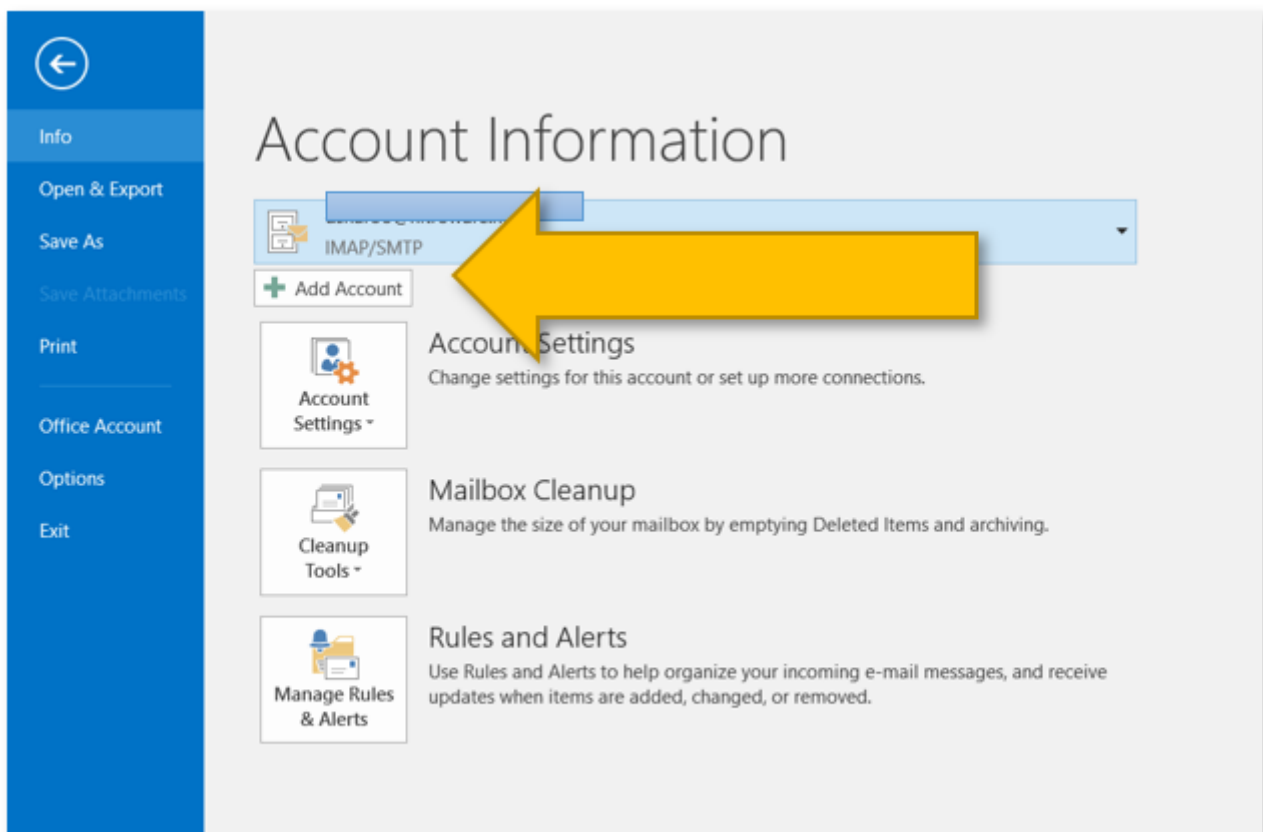 Info
Open & Export
Save As
Save Attachments
Print
Office Account
Options
Exit
Account Information
IMAP/SMTP
Add Account
Account Settings
Account Settings
Change settings for this account or set up more connections.
Cleanup
Tools
Mailbox Cleanup
Manage the size of your mailbox by emptying Deleted Items and archiving.
Manage Rules
& Alerts
Rules and Alerts
Use Rules and Alerts to help organize your incoming e-mail messages, and receive
updates when items are added, changed, or removed.